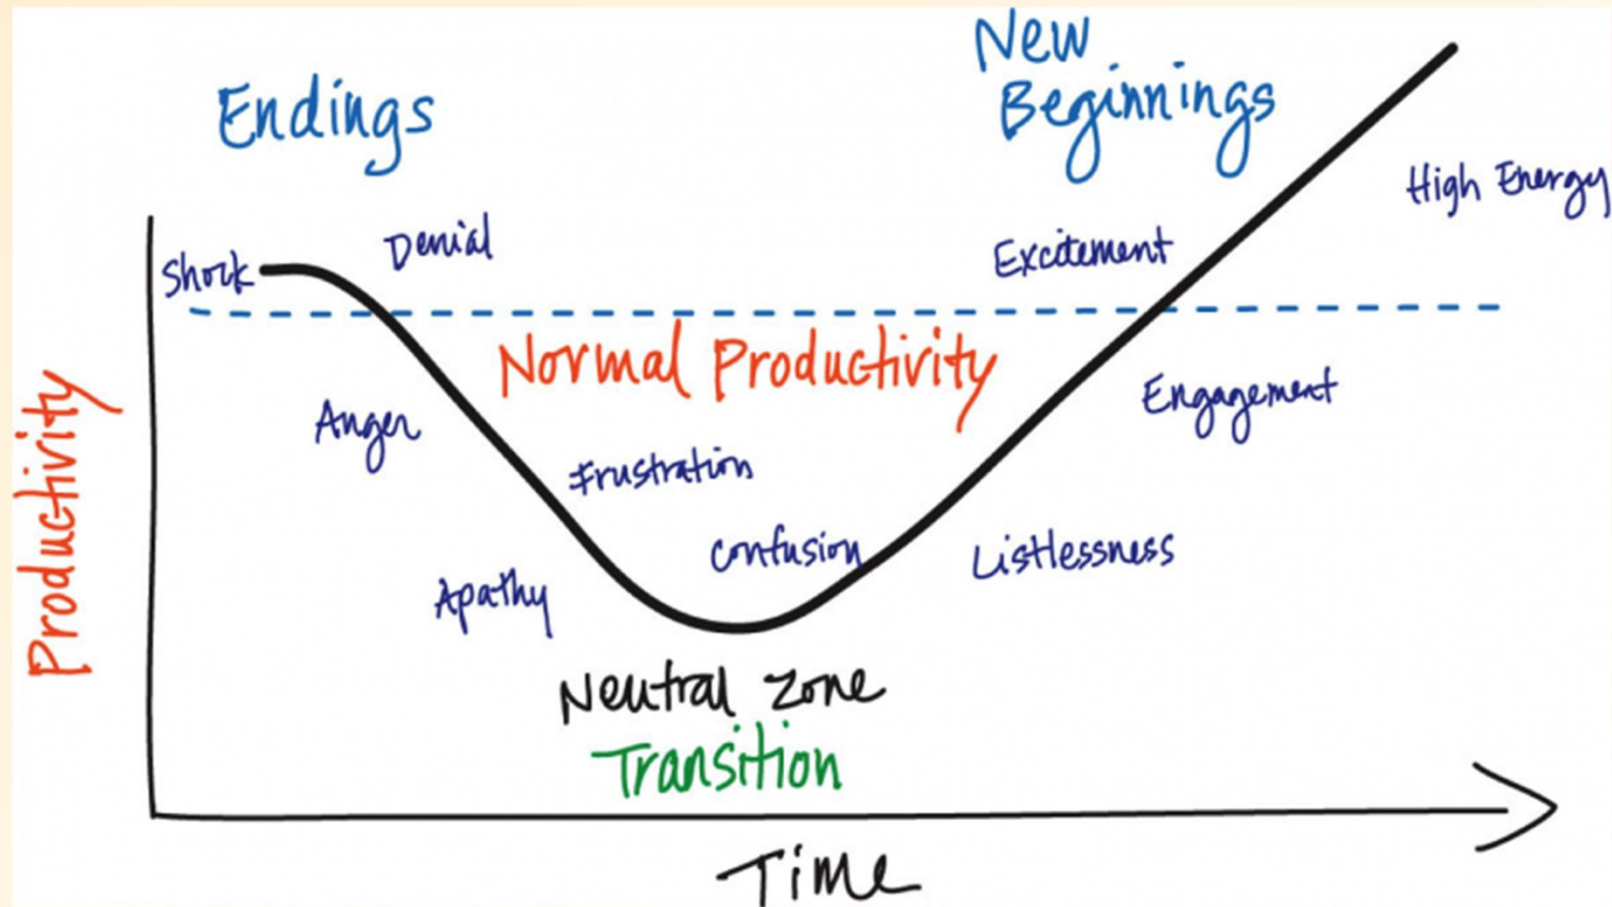 New
Beginnings
Endings
High Energy
Denial
Excitement
Shock
Normal Productivity
Engagement
Anger
Frustration
Confusion
Listlessness
Apathy
Productivity
Neutral Zone
Transition
Time